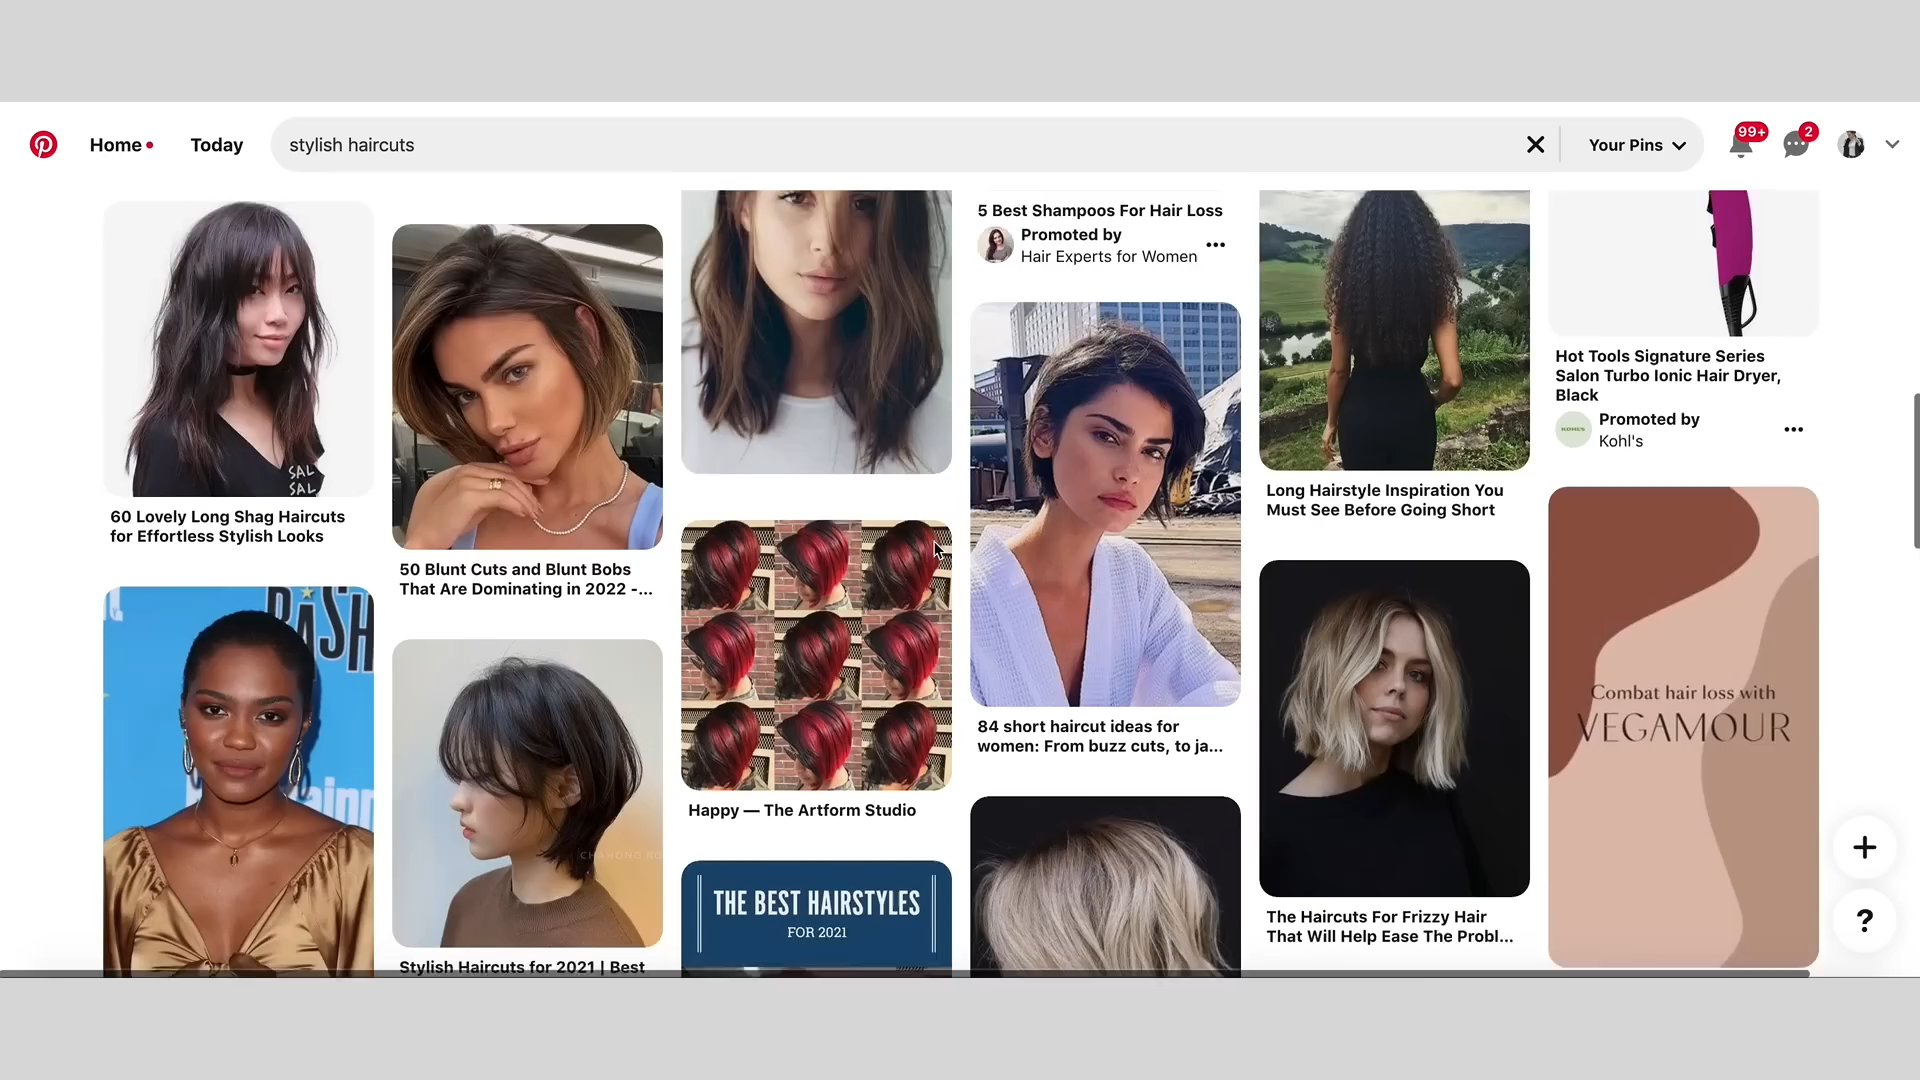 Home
Today
stylish haircuts
Your Pins
99+
2
SAL
SAL
60 Lovely Long Shag Haircuts
for Effortless Stylish Looks
50 Blunt Cuts and Blunt Bobs
That Are Dominating in 2022 -...
Stylish Haircuts for 2021 | Best
Happy — The Artform Studio
THE BEST HAIRSTYLES
FOR 2021
5 Best Shampoos For Hair Loss
Promoted by
Hair Experts for Women
84 short haircut ideas for
women: From buzz cuts, to ja...
Long Hairstyle Inspiration You
Must See Before Going Short
The Haircuts For Frizzy Hair
That Will Help Ease The Probl...
Hot Tools Signature Series
Salon Turbo Ionic Hair Dryer,
Black
KOHL'S
Promoted by
Kohl's
Combat hair loss with
VEGAMOUR
?